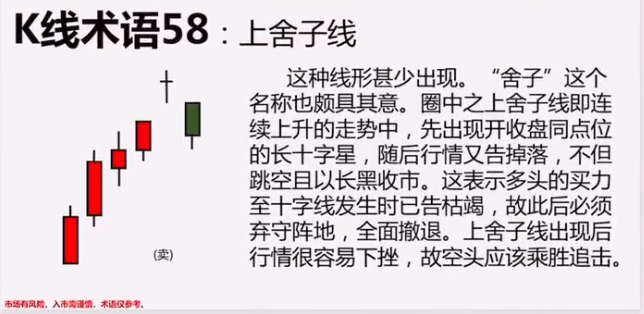 K线术语58：上舍子线
这种线形甚少出现。“舍子”这个
名称也颇具其意。圈中之上舍子线即连
续上升的走势中，先出现开收盘同点位
的长十字星，随后行情又告掉落，不但
跳空且以长黑收市。这表示多头的买力
至十字线发生时已告枯竭，故此后必须
弃守阵地，全面撤退。上舍子线出现后
行情很容易下挫，故空头应该乘胜追击。
(卖)
市场有风险，入市需谨慎，术语仅参考。